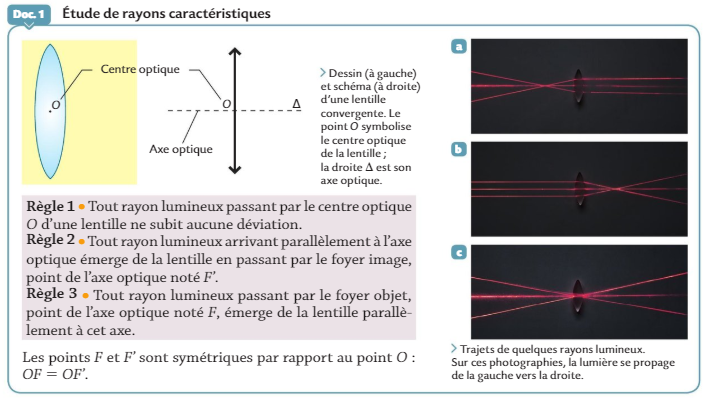 Doc. 1 Étude de rayons caractéristiques
Centre optique
O
O
Δ
Axe optique
> Dessin (à gauche)
et schéma (à droite)
d'une lentille
convergente. Le
point O symbolise
le centre optique
de la lentille ;
la droite Δ est son
axe optique.
Règle 1 • Tout rayon lumineux passant par le centre optique
O d'une lentille ne subit aucune déviation.
Règle 2 • Tout rayon lumineux arrivant parallèlement à l'axe
optique émerge de la lentille en passant par le foyer image,
point de l'axe optique noté F'.
Règle 3 • Tout rayon lumineux passant par le foyer objet,
point de l'axe optique noté F, émerge de la lentille parallè-
lement à cet axe.
Les points F et F' sont symétriques par rapport au point O :
OF = OF'.
a
b
c
> Trajets de quelques rayons lumineux.
Sur ces photographies, la lumière se propage
de la gauche vers la droite.